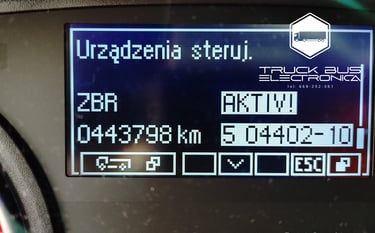 Urządzenia steruj.
TRUCK BUS
ELECTRONICA
ZBR AKTIV!
0443798 km 5 04402-10
ESC